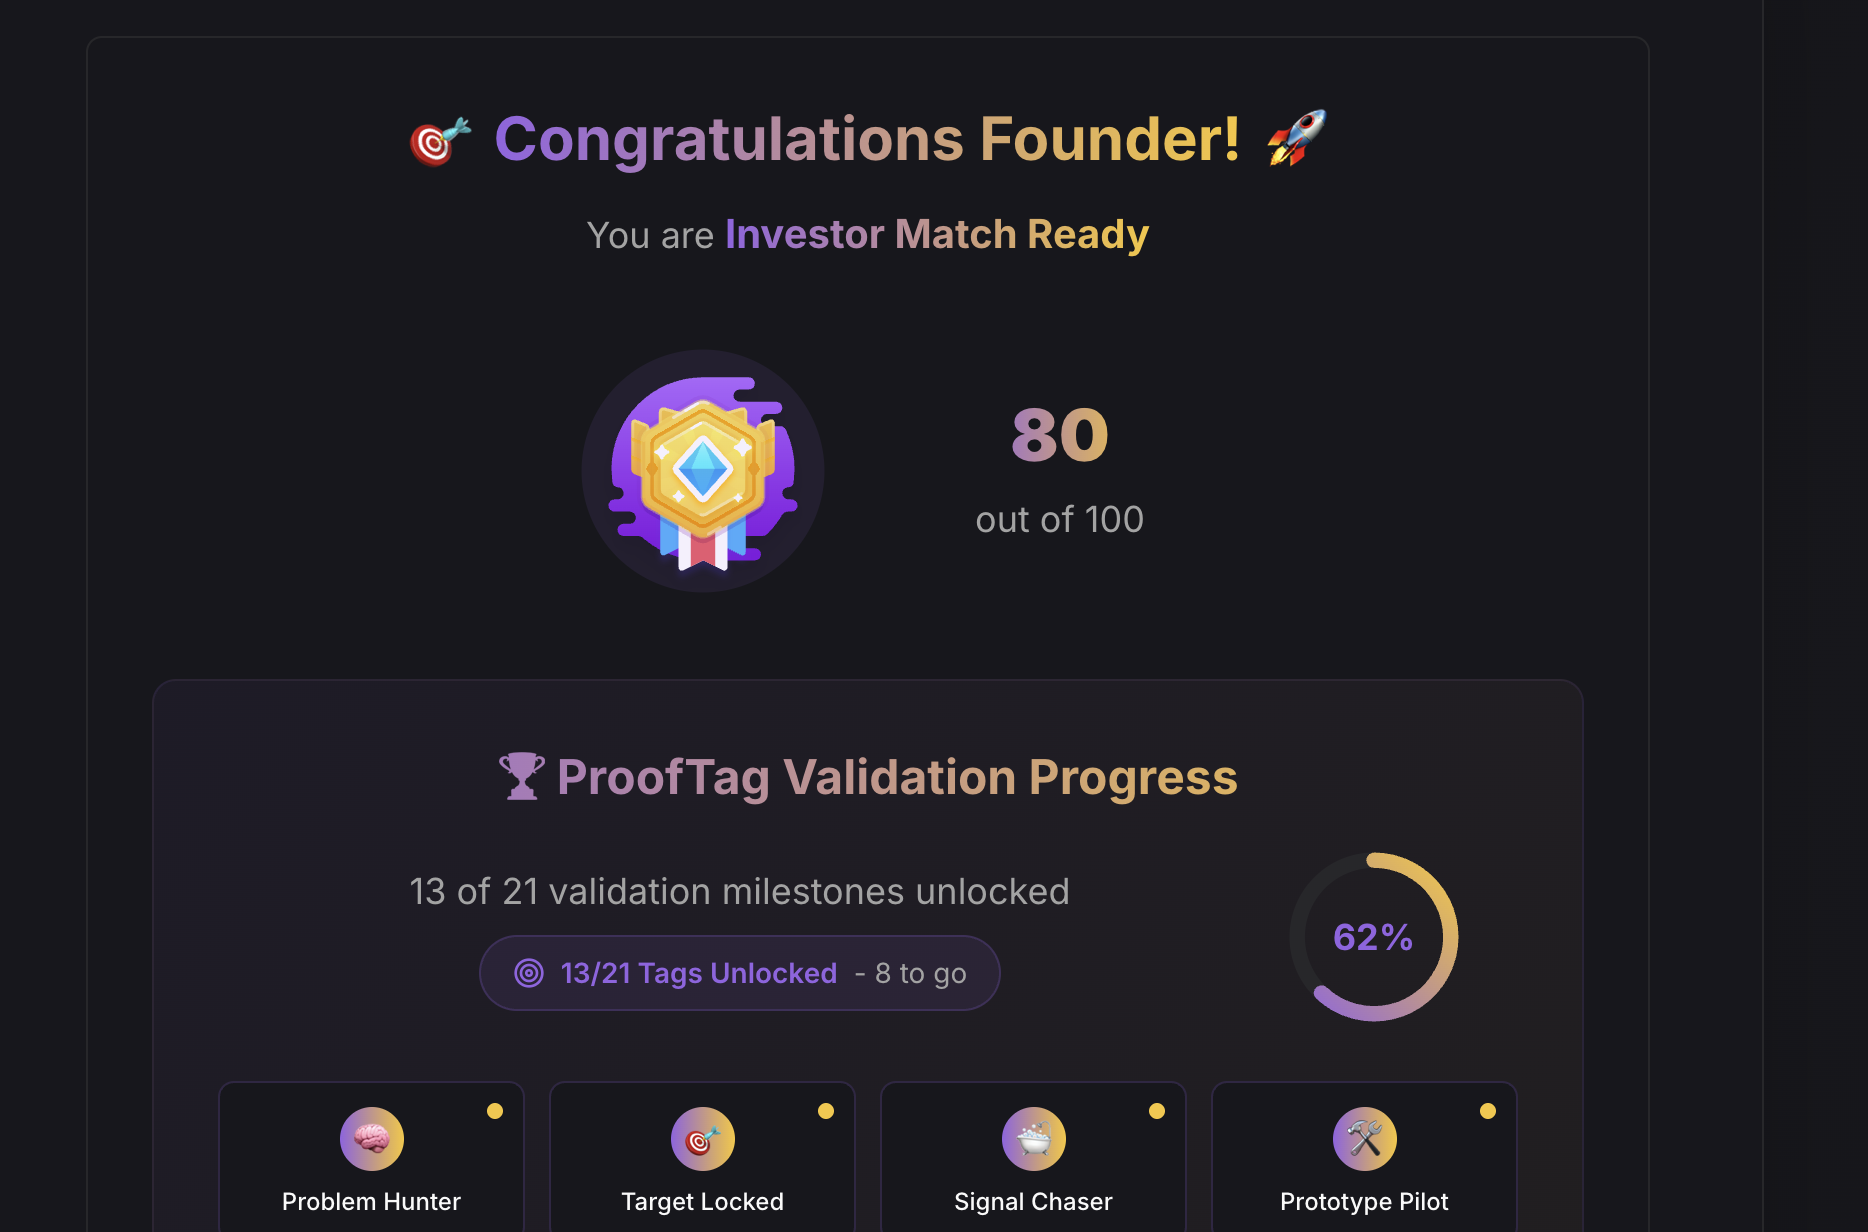 Congratulations Founder!
You are Investor Match Ready
80
out of 100
ProofTag Validation Progress
13 of 21 validation milestones unlocked
13/21 Tags Unlocked - 8 to go
62%
Problem Hunter
Target Locked
Signal Chaser
Prototype Pilot